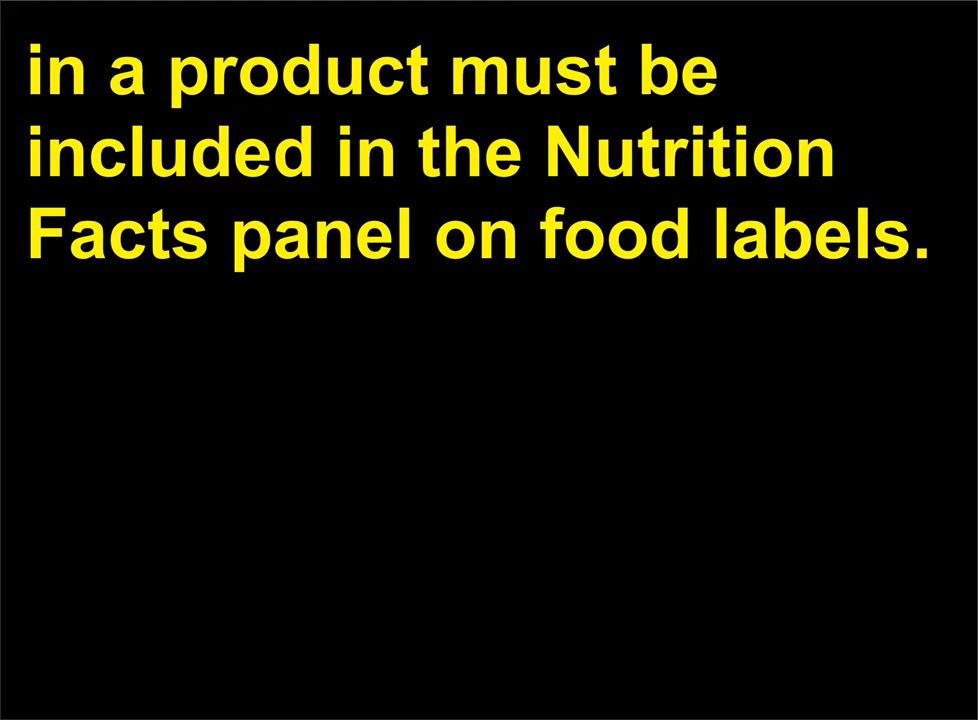 in a product must be
included in the Nutrition
Facts panel on food labels.